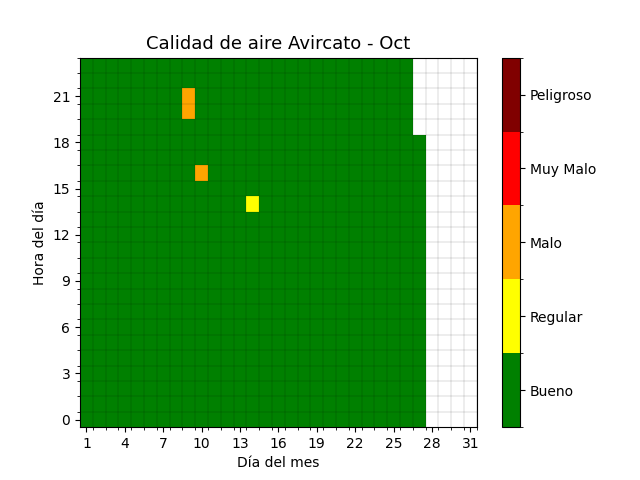 Calidad de aire Avircato - Oct
Hora del día
21
18
15
12
9
6
3
0
1 4 7 10 13 16 19 22 25 28 31
Día del mes
Peligroso
Muy Malo
Malo
Regular
Bueno